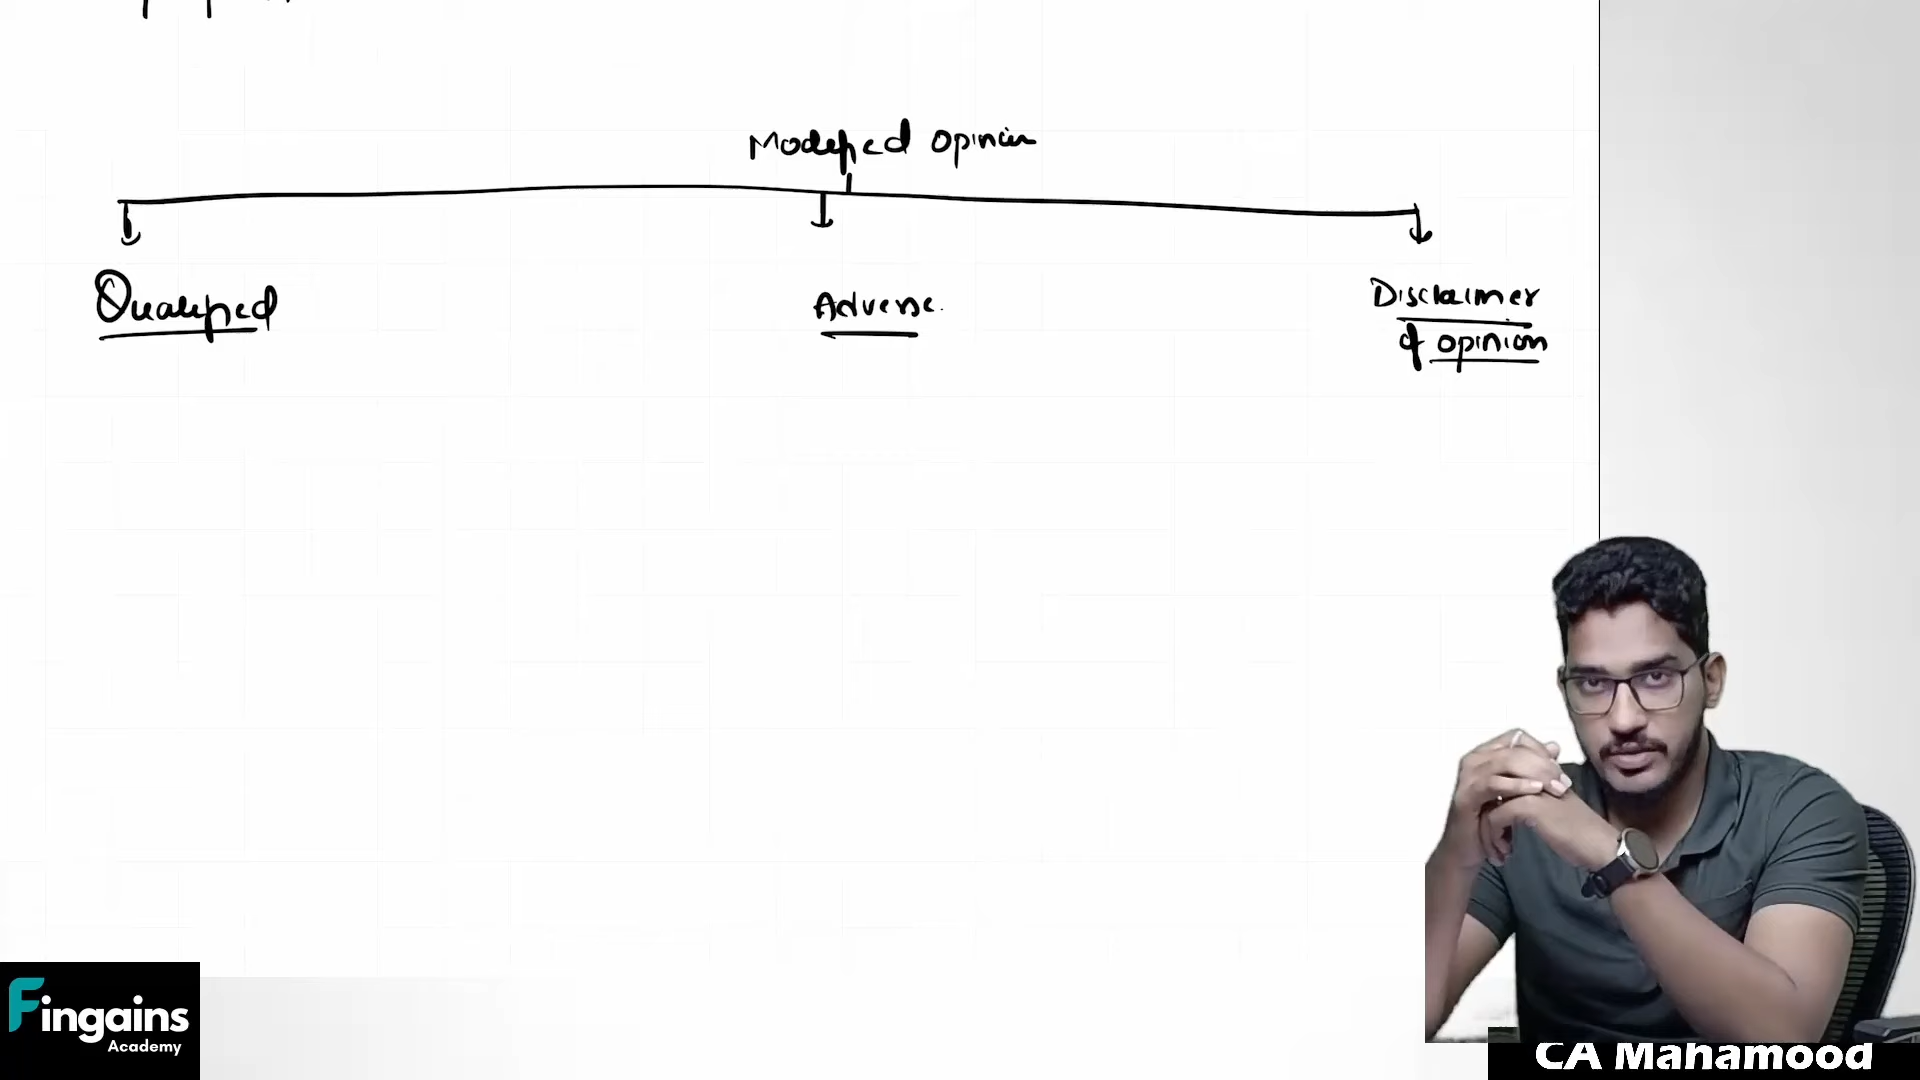 Modified opinion
Qualified
Adverse.
Disclaimer
of opinion
Fingains
Academy
CA Mahamood